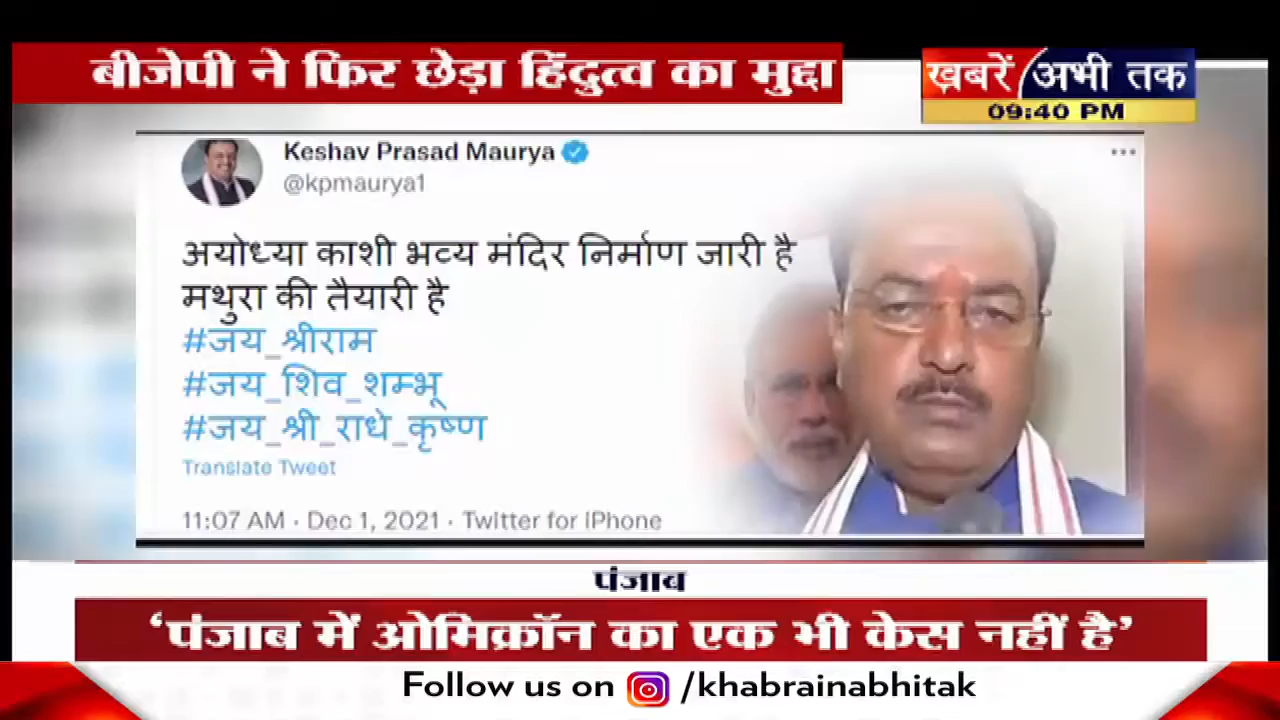 बीजेपी ने फिर छेड़ा हिंदुत्व का मुद्दा
ख़बरें अभी तक
09:40 PM
Keshav Prasad Maurya
@kpmaurya1
अयोध्या काशी भव्य मंदिर निर्माण जारी है
मथुरा की तैयारी है
#जय_श्रीराम
#जय_शिव_शम्भू
#जय_श्री_राधे_कृष्ण
Translate Tweet
11:07 AM · Dec 1, 2021 · Twitter for iPhone
पंजाब
‘पंजाब में ओमिक्रॉन का एक भी केस नहीं है’
Follow us on /khabrainabhitak